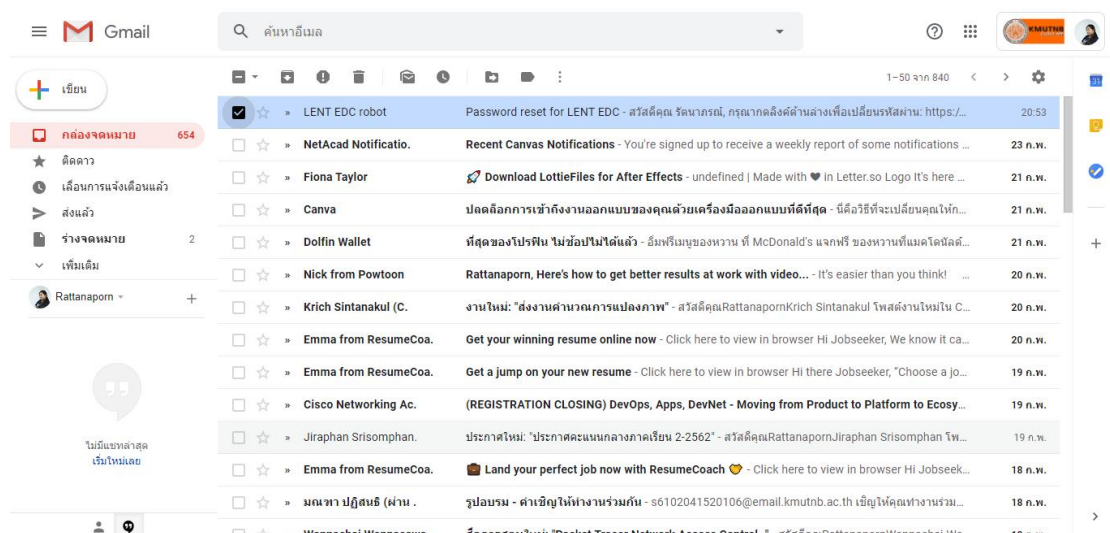 Gmail
ค้นหาอีเมล
KMUTNB
เขียน
1–50 จาก 840
31
กล่องจดหมาย 654
ติดดาว
เลื่อนการแจ้งเตือนแล้ว
ส่งแล้ว
ร่างจดหมาย 2
เพิ่มเติม
Rattanaporn
ไม่มีแชทล่าสุด
เริ่มใหม่เลย
LENT EDC robot Password reset for LENT EDC - สวัสดีคุณ รัตนาภรณ์, กรุณากดลิงค์ด้านล่างเพื่อเปลี่ยนรหัสผ่าน: https:/... 20:53
NetAcad Notificatio. Recent Canvas Notifications - You're signed up to receive a weekly report of some notifications ... 23 ก.พ.
Fiona Taylor 🚀 Download LottieFiles for After Effects - undefined | Made with ♥ in Letter.so Logo It's here ... 21 ก.พ.
Canva ปลดล็อกการเข้าถึงงานออกแบบของคุณด้วยเครื่องมือออกแบบที่ดีที่สุด - นี่คือวิธีที่จะเปลี่ยนคุณให้ก... 21 ก.พ.
Dolfin Wallet ที่สุดของโปรฟิน ไม่ช้อปไม่ได้แล้ว - อิ่มฟรีเมนูของหวาน ที่ McDonald's แจกฟรี ของหวานที่แมคโดนัลด์... 21 ก.พ.
Nick from Powtoon Rattanaporn, Here's how to get better results at work with video... - It's easier than you think! ... 20 ก.พ.
Krich Sintanakul (C. งานใหม่: "ส่งงานคำนวณการแปลงภาพ" - สวัสดีคุณRattanapornKrich Sintanakul โพสต์งานใหม่ใน C... 20 ก.พ.
Emma from ResumeCoa. Get your winning resume online now - Click here to view in browser Hi Jobseeker, We know it ca... 20 ก.พ.
Emma from ResumeCoa. Get a jump on your new resume - Click here to view in browser Hi there Jobseeker, "Choose a jo... 19 ก.พ.
Cisco Networking Ac. (REGISTRATION CLOSING) DevOps, Apps, DevNet - Moving from Product to Platform to Ecosy... 19 ก.พ.
Jiraphan Srisomphan. ประกาศใหม่: "ประกาศคะแนนกลางภาคเรียน 2-2562" - สวัสดีคุณRattanapornJiraphan Srisomphan โพ... 19 ก.พ.
Emma from ResumeCoa. 💼 Land your perfect job now with ResumeCoach - Click here to view in browser Hi Jobseek... 18 ก.พ.
มณฑา ปฏิสนธิ (ผ่าน . รูปอบรม - คำเชิญให้ทำงานร่วมกัน - s6102041520106@email.kmutnb.ac.th เชิญให้คุณทำงานร่วม... 18 ก.พ.